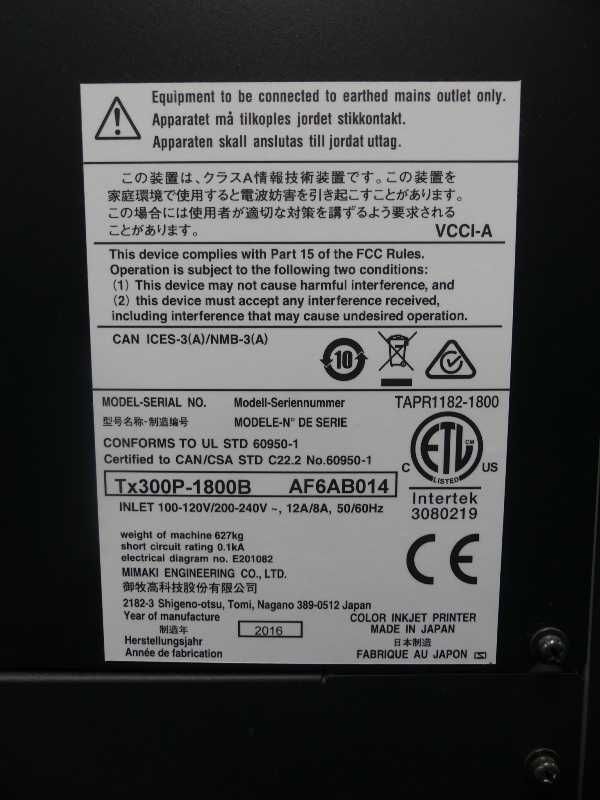 Equipment to be connected to earthed mains outlet only.
Apparatet må tilkoples jordet stikkontakt.
Apparaten skall anslutas till jordat uttag.
この装置は、クラスA情報技術装置です。この装置を
家庭環境で使用すると電波妨害を引き起こすことがあります。
この場合には使用者が適切な対策を講ずるよう要求される
ことがあります。 VCCI-A
This device complies with Part 15 of the FCC Rules.
Operation is subject to the following two conditions:
(1) This device may not cause harmful interference, and
(2) this device must accept any interference received,
including interference that may cause undesired operation.
CAN ICES-3(A)/NMB-3(A)
10
MODEL-SERIAL NO. Modell-Seriennummer TAPR1182-1800
型号名称·制造编号 MODELE-N° DE SERIE
CONFORMS TO UL STD 60950-1
Certified to CAN/CSA STD C22.2 No.60950-1
ETL CM
LISTED
C US
Tx300P-1800B AF6AB014
Intertek
3080219
INLET 100-120V/200-240V ~, 12A/8A, 50/60Hz
weight of machine 627kg
short circuit rating 0.1kA
electrical diagram no. E201082
CE
MIMAKI ENGINEERING CO., LTD.
御牧高科技股份有限公司
2182-3 Shigeno-otsu, Tomi, Nagano 389-0512 Japan
Year of manufacture
制造年
Herstellungsjahr
Année de fabrication
2016
COLOR INKJET PRINTER
MADE IN JAPAN
日本制造
FABRIQUE AU JAPON